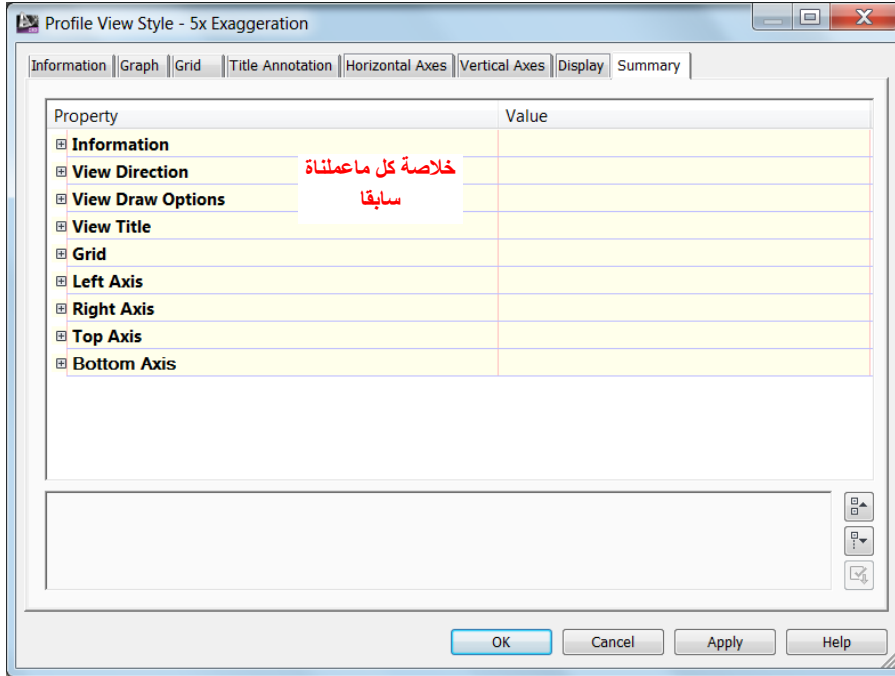 Profile View Style - 5x Exaggeration
Information Graph Grid Title Annotation Horizontal Axes Vertical Axes Display Summary
Property Value
Information
View Direction
View Draw Options
خلاصة كل ماعملناة
سابقا
View Title
Grid
Left Axis
Right Axis
Top Axis
Bottom Axis
OK Cancel Apply Help